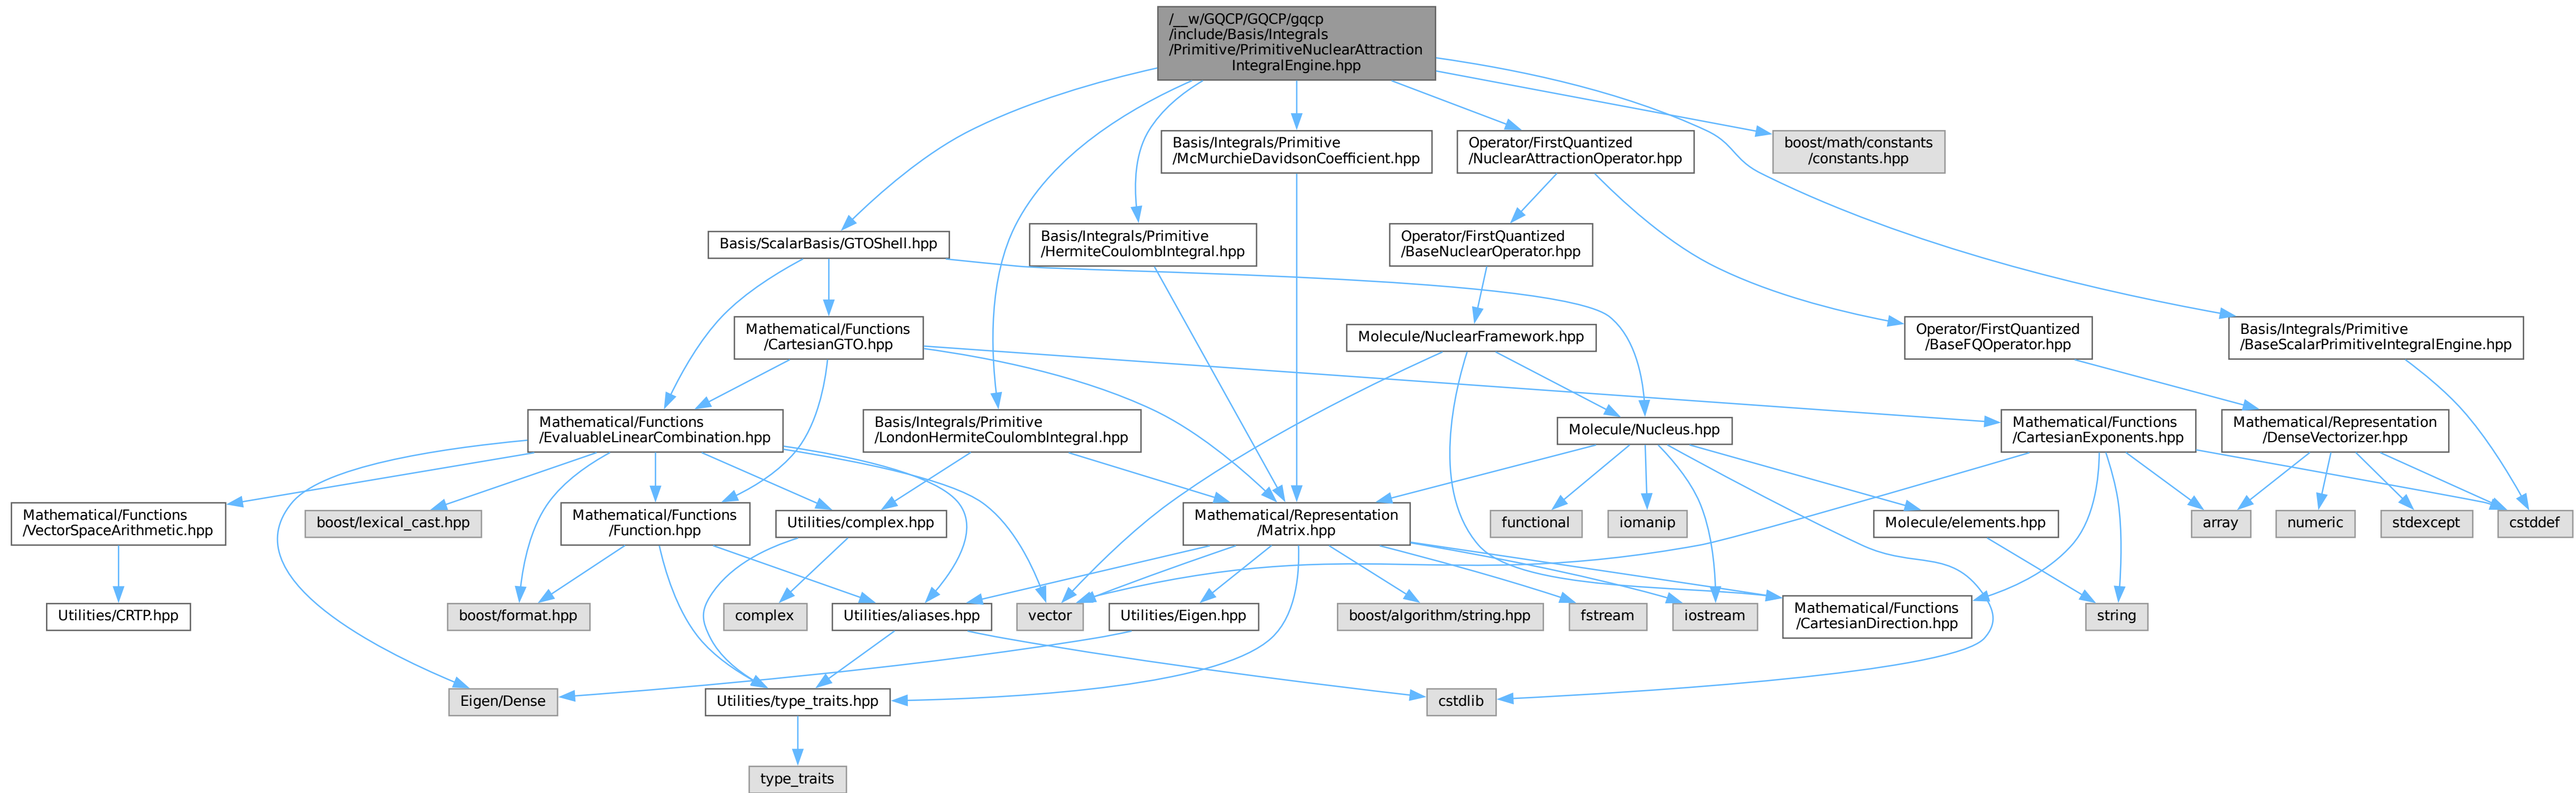 /__w/GQCP/GQCP/gqcp
/include/Basis/Integrals
/Primitive/PrimitiveNuclearAttraction
IntegralEngine.hpp
Basis/Integrals/Primitive
/McMurchieDavidsonCoefficient.hpp
Operator/FirstQuantized
/NuclearAttractionOperator.hpp
boost/math/constants
/constants.hpp
Basis/ScalarBasis/GTOShell.hpp
Basis/Integrals/Primitive
/HermiteCoulombIntegral.hpp
Operator/FirstQuantized
/BaseNuclearOperator.hpp
Mathematical/Functions
/CartesianGTO.hpp
Molecule/NuclearFramework.hpp
Operator/FirstQuantized
/BaseFQOperator.hpp
Basis/Integrals/Primitive
/BaseScalarPrimitiveIntegralEngine.hpp
Mathematical/Functions
/EvaluableLinearCombination.hpp
Basis/Integrals/Primitive
/LondonHermiteCoulombIntegral.hpp
Molecule/Nucleus.hpp
Mathematical/Functions
/CartesianExponents.hpp
Mathematical/Representation
/DenseVectorizer.hpp
Mathematical/Functions
/VectorSpaceArithmetic.hpp
boost/lexical_cast.hpp
Mathematical/Functions
/Function.hpp
Utilities/complex.hpp
Mathematical/Representation
/Matrix.hpp
functional
iomanip
Molecule/elements.hpp
array
numeric
stdexcept
cstddef
Utilities/CRTP.hpp
boost/format.hpp
complex
Utilities/aliases.hpp
vector
Utilities/Eigen.hpp
boost/algorithm/string.hpp
fstream
iostream
Mathematical/Functions
/CartesianDirection.hpp
string
Eigen/Dense
Utilities/type_traits.hpp
cstdlib
type_traits